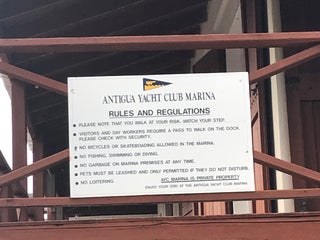 ANTIGUA YACHT CLUB MARINA
RULES AND REGULATIONS
PLEASE NOTE THAT YOU WALK AT YOUR RISK. WATCH YOUR STEP.
VISITORS AND DAY WORKERS REQUIRE A PASS TO WALK ON THE DOCK.
PLEASE CHECK WITH SECURITY.
NO BICYCLES OR SKATEBOARDING ALLOWED IN THE MARINA.
NO FISHING, SWIMMING OR DIVING.
NO GARBAGE ON MARINA PREMISES AT ANY TIME.
PETS MUST BE LEASHED AND ONLY PERMITTED IF THEY DO NOT DISTURB.
NO LOITERING.
AYC MARINA IS PRIVATE PROPERTY
ENJOY YOUR STAY AT THE ANTIGUA YACHT CLUB MARINA